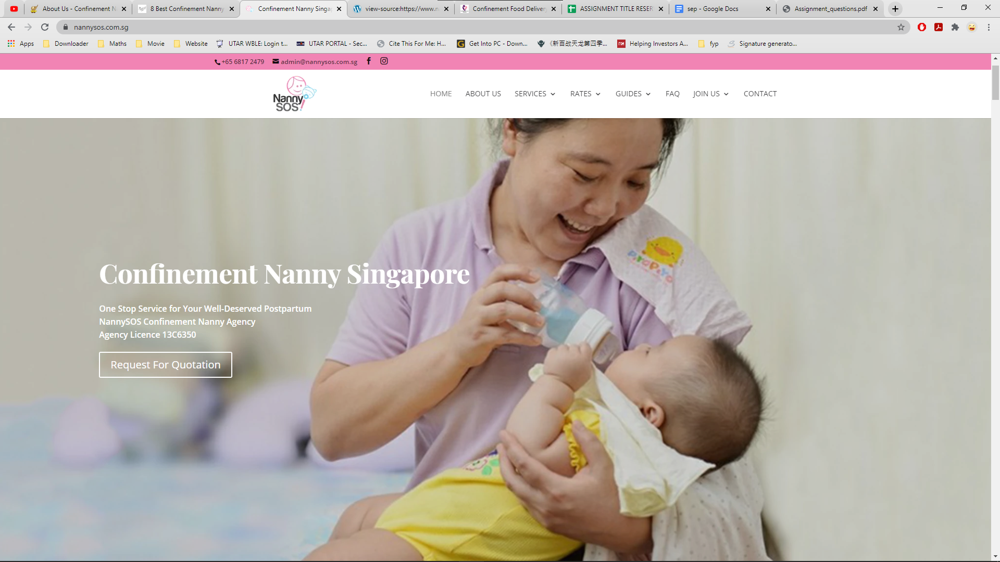 About Us - Confinement N
8 Best Confinement Nanny
Confinement Nanny Singap
view-source:https://www.n
Confinement Food Delivery
ASSIGNMENT TITLE RESER
sep - Google Docs
Assignment_questions.pdf
nannysos.com.sg
Apps
Downloader
Maths
Movie
Website
UTAR WBLE: Login t...
UTAR PORTAL - Sec...
Cite This For Me: H...
Get Into PC - Down...
《新百战天龙第四季...
Helping Investors A...
fyp
Signature generato...
+65 6817 2479
admin@nannysos.com.sg
Nanny
SOS!
HOME
ABOUT US
SERVICES
RATES
GUIDES
FAQ
JOIN US
CONTACT
PiYOPiYO
Confinement Nanny Singapore
One Stop Service for Your Well-Deserved Postpartum
NannySOS Confinement Nanny Agency
Agency Licence 13C6350
Request For Quotation